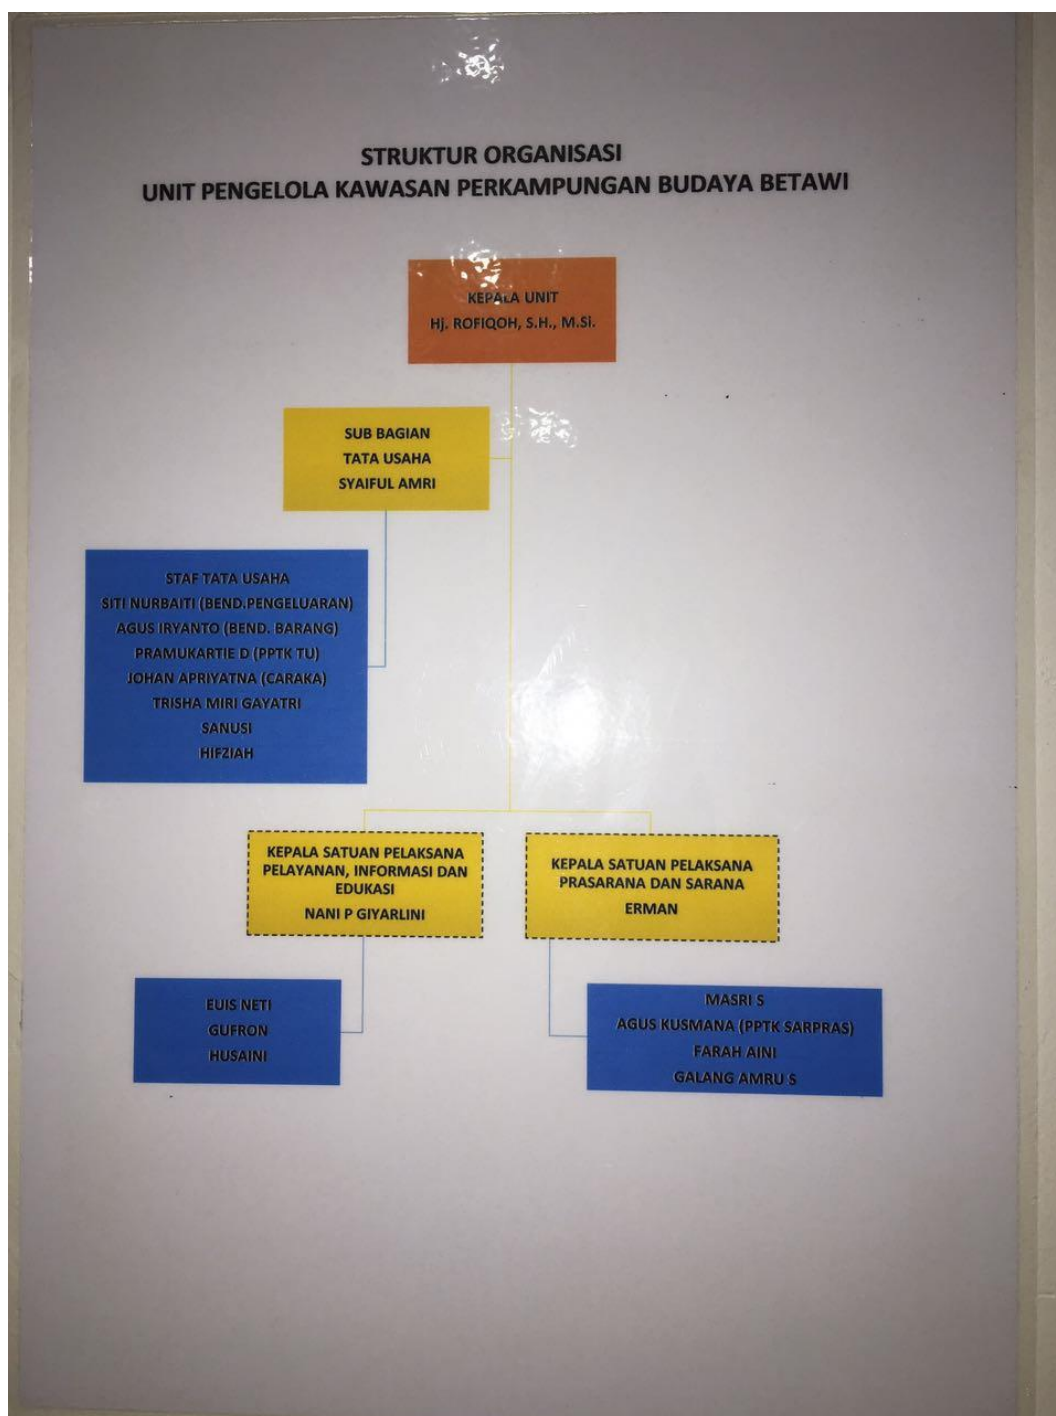 STRUKTUR ORGANISASI
UNIT PENGELOLA KAWASAN PERKAMPUNGAN BUDAYA BETAWI
KEPALA UNIT
Hj. ROFIQOH, S.H., M.Si.
SUB BAGIAN
TATA USAHA
SYAIFUL AMRI
STAF TATA USAHA
SITI NURBAITI (BEND.PENGELUARAN)
AGUS IRYANTO (BEND. BARANG)
PRAMUKARTIE D (PPTK TU)
JOHAN APRIYATNA (CARAKA)
TRISHA MIRI GAYATRI
SANUSI
HIFZIAH
KEPALA SATUAN PELAKSANA
PELAYANAN, INFORMASI DAN
EDUKASI
NANI P GIYARLINI
KEPALA SATUAN PELAKSANA
PRASARANA DAN SARANA
ERMAN
EUIS NETI
GUFRON
HUSAINI
MASRI S
AGUS KUSMANA (PPTK SARPRAS)
FARAH AINI
GALANG AMRU S